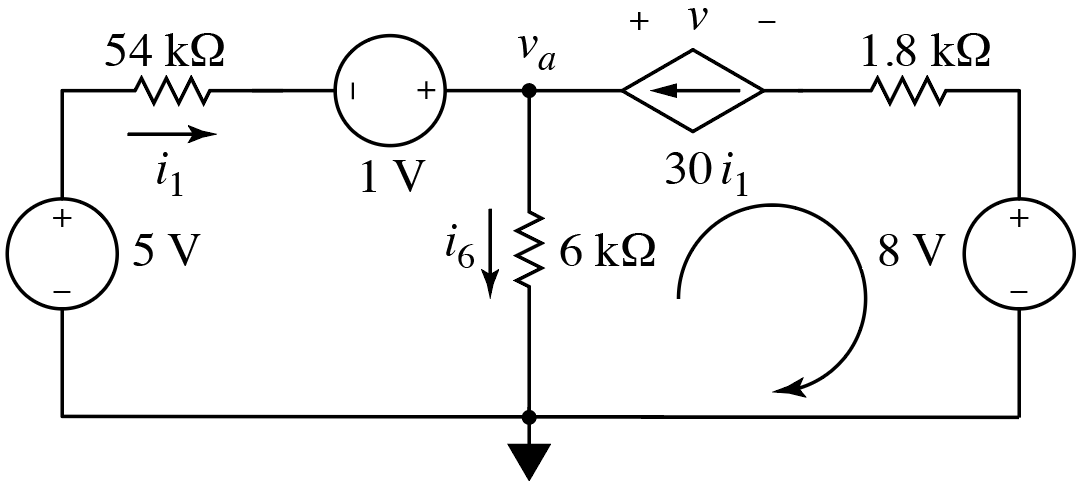 + v −
54 kΩ
v_a
1.8 kΩ
− +
i_1
1 V
30 i_1
+
5 V
−
i_6
6 kΩ
8 V
+
−